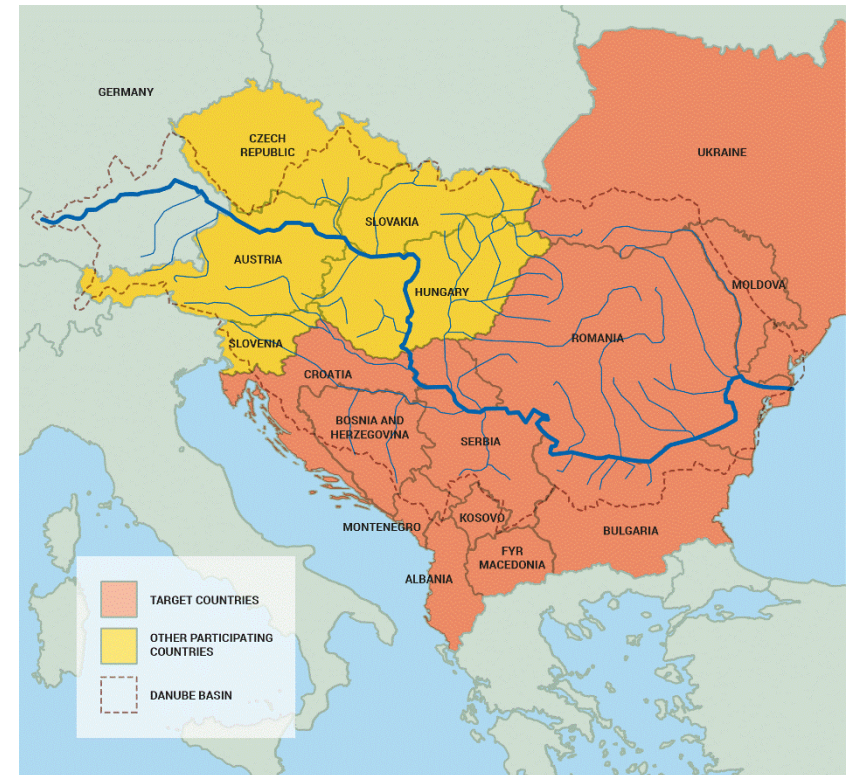 GERMANY
CZECH
REPUBLIC
UKRAINE
SLOVAKIA
AUSTRIA
MOLDOVA
HUNGARY
ROMANIA
SLOVENIA
CROATIA
BOSNIA AND
HERZEGOVINA
SERBIA
KOSOVO
MONTENEGRO
BULGARIA
FYR
MACEDONIA
ALBANIA
TARGET COUNTRIES
OTHER PARTICIPATING
COUNTRIES
DANUBE BASIN